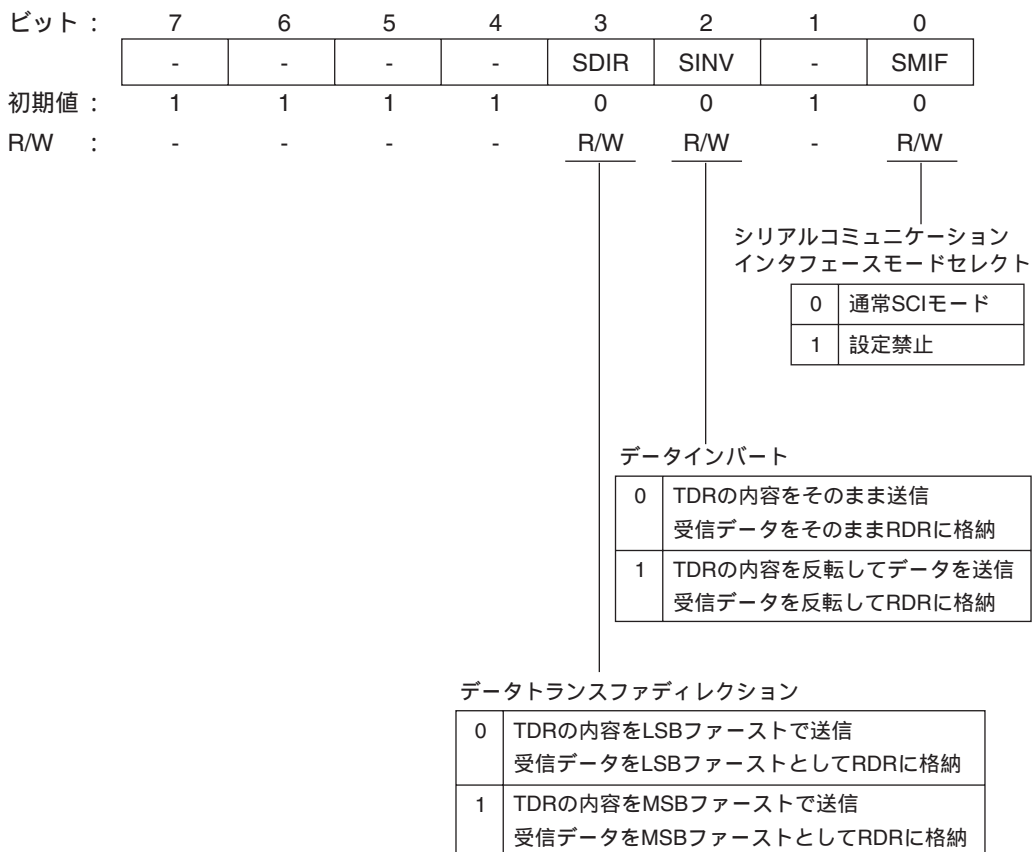 ビット : 7 6 5 4 3 2 1 0
- - - - SDIR SINV - SMIF
初期値 : 1 1 1 1 0 0 1 0
R/W : - - - - R/W R/W - R/W
シリアルコミュニケーション
インタフェースモードセレクト
0 通常SCIモード
1 設定禁止
データインバート
0 TDRの内容をそのまま送信
受信データをそのままRDRに格納
1 TDRの内容を反転してデータを送信
受信データを反転してRDRに格納
データトランスファディレクション
0 TDRの内容をLSBファーストで送信
受信データをLSBファーストとしてRDRに格納
1 TDRの内容をMSBファーストで送信
受信データをMSBファーストとしてRDRに格納